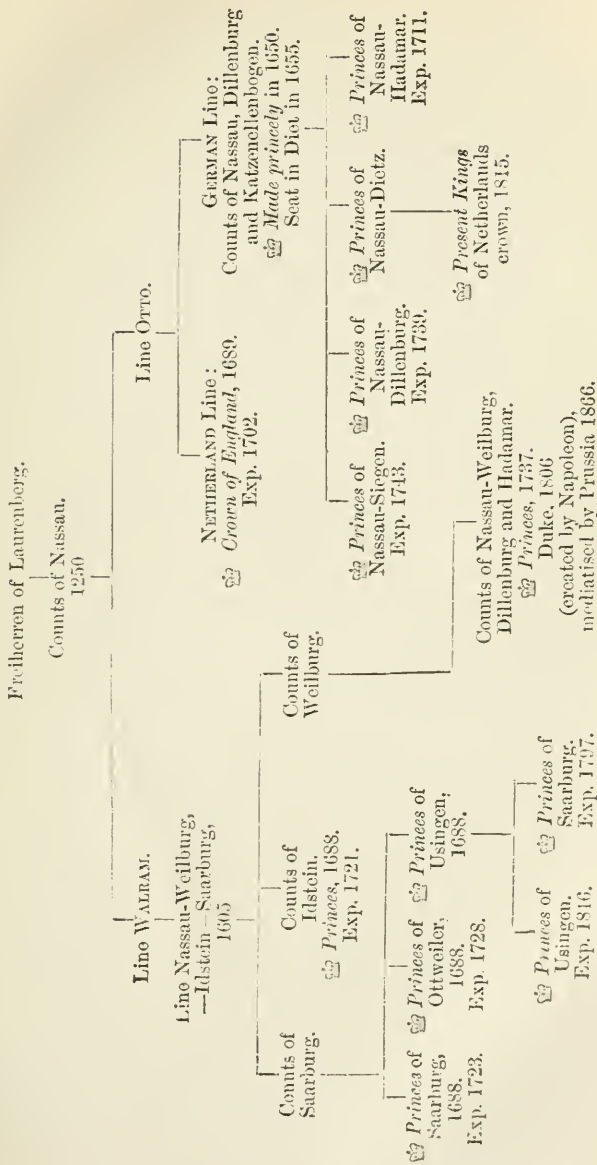 Freiherren of Laurenberg.
Counts of Nassau.
1250
Line WALRAM.
Line Nassau-Weilburg,
—Idstein—Saarburg,
1605
Counts of
Saarburg.
Princes of
Saarburg,
1688.
Exp. 1723.
Princes of
Ottweiler,
1688.
Exp. 1728.
Princes of
Usingen,
1688.
Princes of
Usingen.
Exp. 1816.
Princes of
Saarburg.
Exp. 1797.
Counts of
Idstein.
Princes, 1688.
Exp. 1721.
Counts of
Weilburg.
Counts of Nassau-Weilburg,
Dillenburg and Hadamar.
Princes, 1737.
Duke, 1806
(created by Napoleon),
mediatised by Prussia 1866.
Line OTTO.
NETHERLAND Line:
Crown of England, 1689.
Exp. 1702.
GERMAN Line:
Counts of Nassau, Dillenburg
and Katzenellenbogen.
Made princely in 1650.
Seat in Diet in 1655.
Princes of
Nassau-Siegen.
Exp. 1743.
Princes of
Nassau-
Dillenburg.
Exp. 1739.
Princes of
Nassau-Dietz.
Present Kings
of Netherlands
crown, 1815.
Princes of
Nassau-
Hadamar.
Exp. 1711.